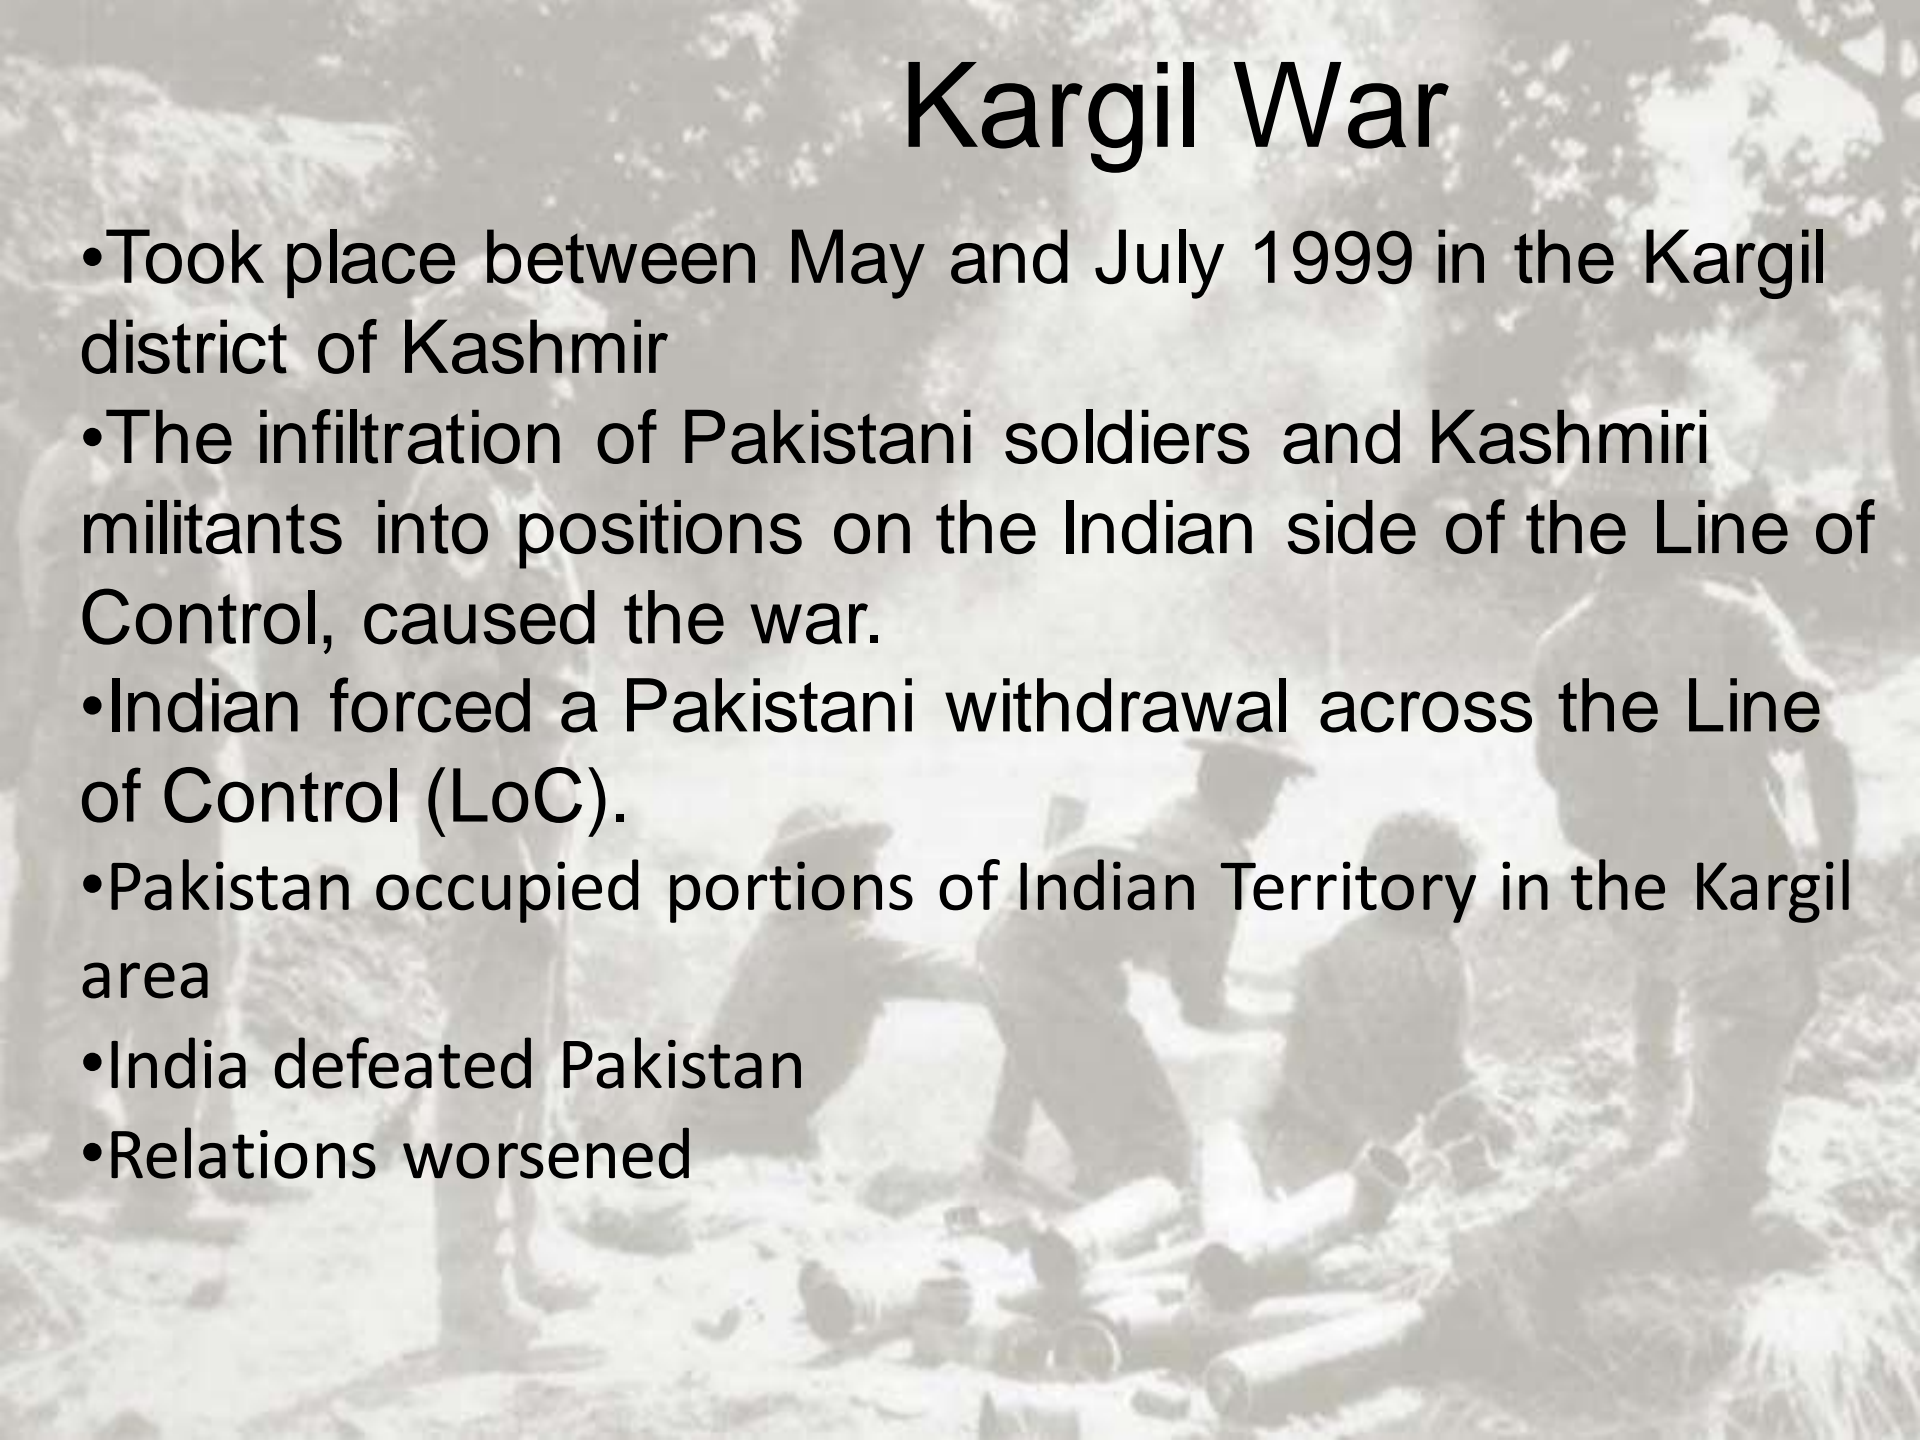 Kargil War
•Took place between May and July 1999 in the Kargil
district of Kashmir
•The infiltration of Pakistani soldiers and Kashmiri
militants into positions on the Indian side of the Line of
Control, caused the war.
•Indian forced a Pakistani withdrawal across the Line
of Control (LoC).
•Pakistan occupied portions of Indian Territory in the Kargil
area
•India defeated Pakistan
•Relations worsened